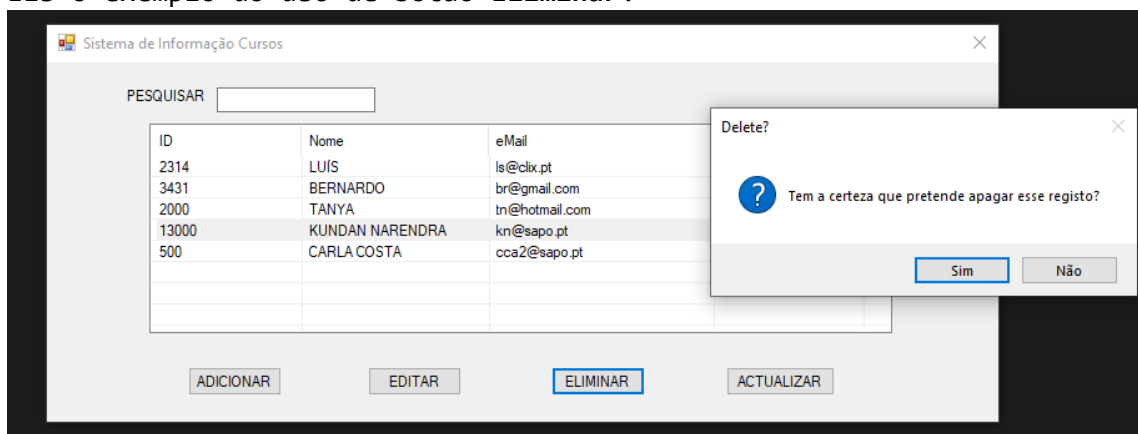 Sistema de Informação Cursos
PESQUISAR
ID Nome eMail
2314 LUÍS ls@clix.pt
3431 BERNARDO br@gmail.com
2000 TANYA tn@hotmail.com
13000 KUNDAN NARENDRA kn@sapo.pt
500 CARLA COSTA cca2@sapo.pt
Delete?
Tem a certeza que pretende apagar esse registo?
Sim Não
ADICIONAR EDITAR ELIMINAR ACTUALIZAR